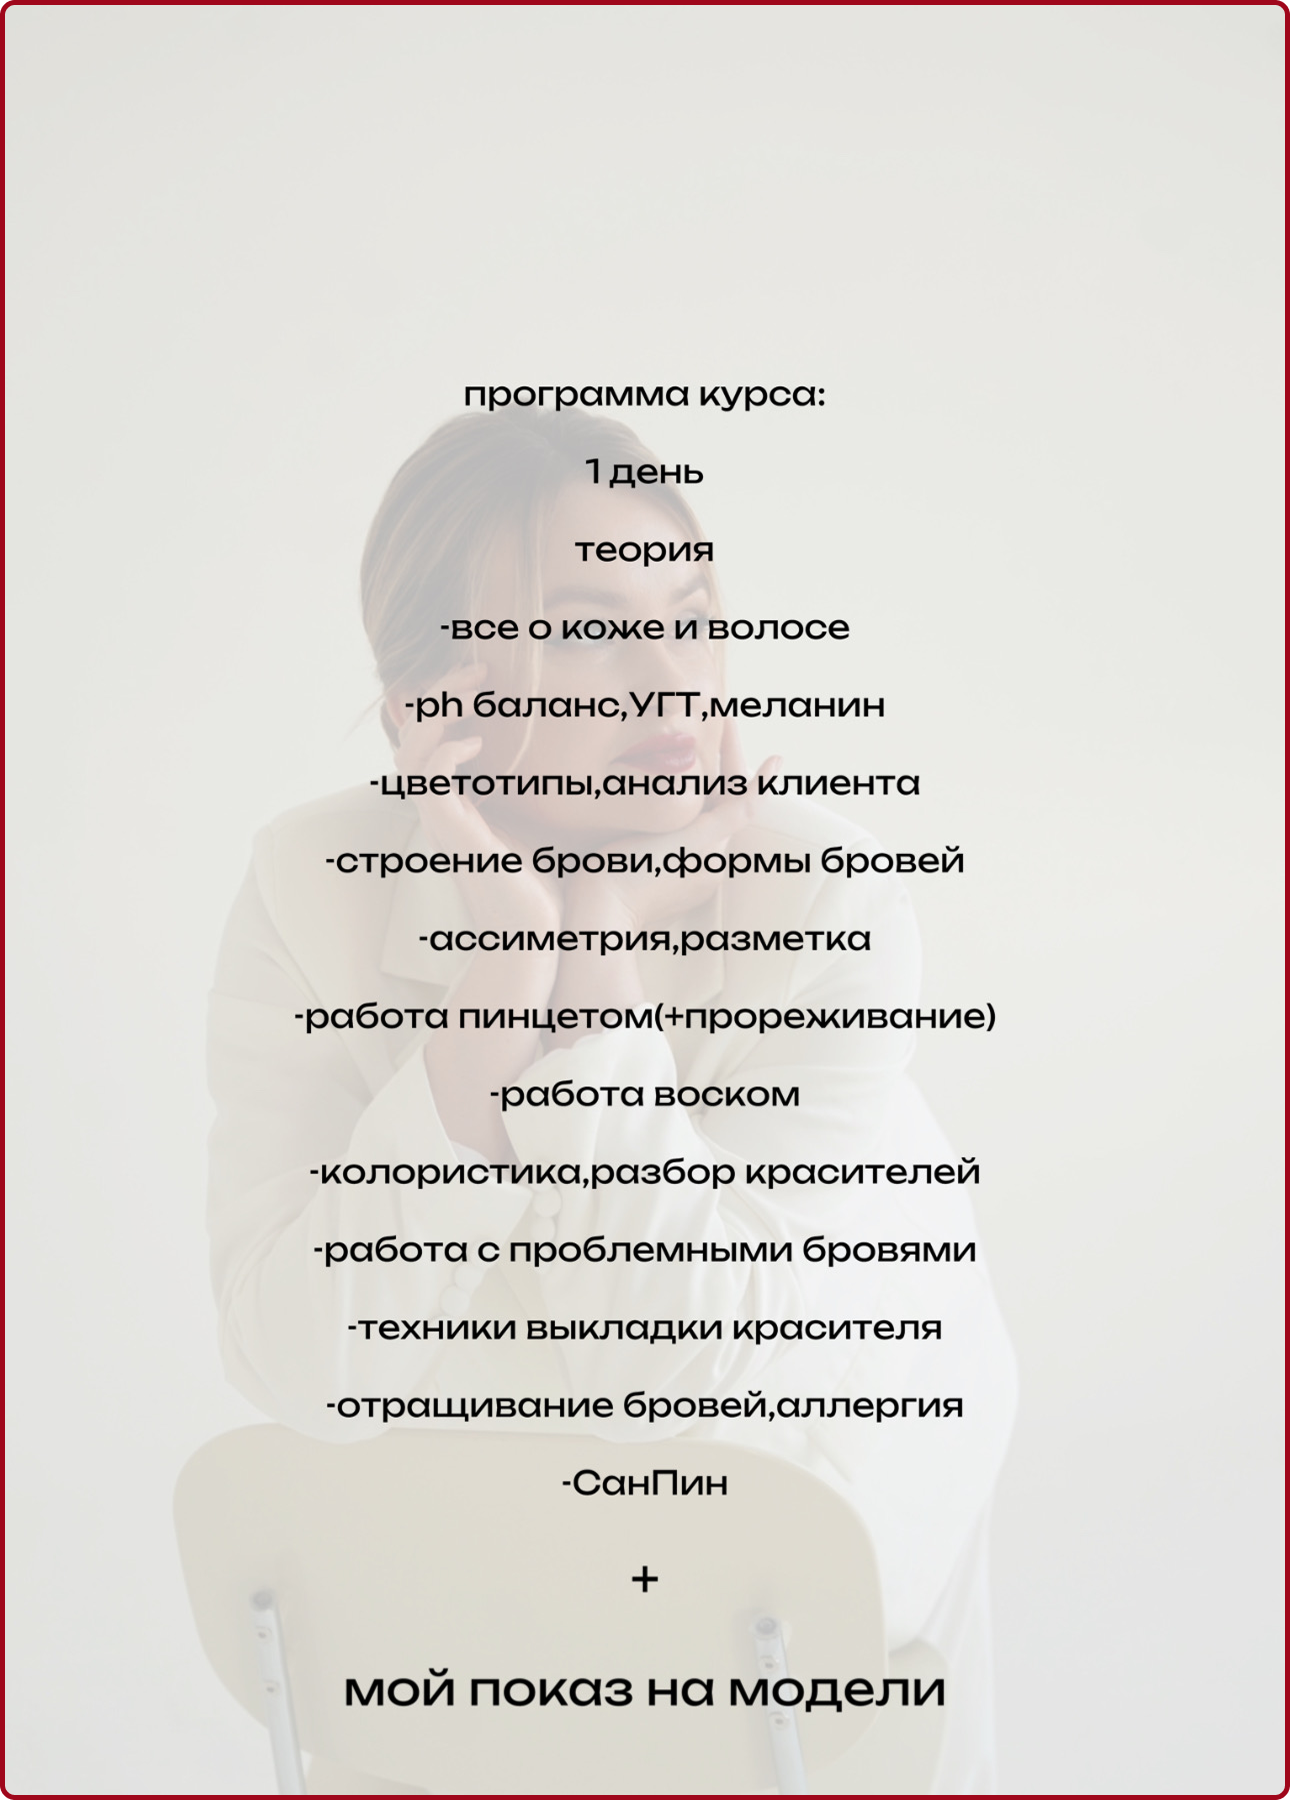 программа курса:
1 день
теория
-все о коже и волосе
-ph баланс,УГТ,меланин
-цветотипы,анализ клиента
-строение брови,формы бровей
-ассиметрия,разметка
-работа пинцетом(+прореживание)
-работа воском
-колористика,разбор красителей
-работа с проблемными бровями
-техники выкладки красителя
-отращивание бровей,аллергия
-СанПин
+
мой показ на модели